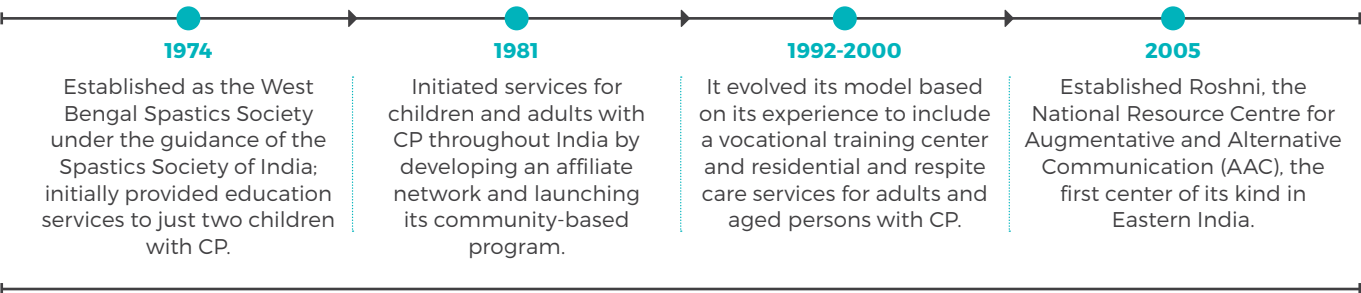 1974
Established as the West
Bengal Spastics Society
under the guidance of the
Spastics Society of India;
initially provided education
services to just two children
with CP.
1981
Initiated services for
children and adults with
CP throughout India by
developing an affiliate
network and launching
its community-based
program.
1992-2000
It evolved its model based
on its experience to include
a vocational training center
and residential and respite
care services for adults and
aged persons with CP.
2005
Established Roshni, the
National Resource Centre for
Augmentative and Alternative
Communication (AAC), the
first center of its kind in
Eastern India.